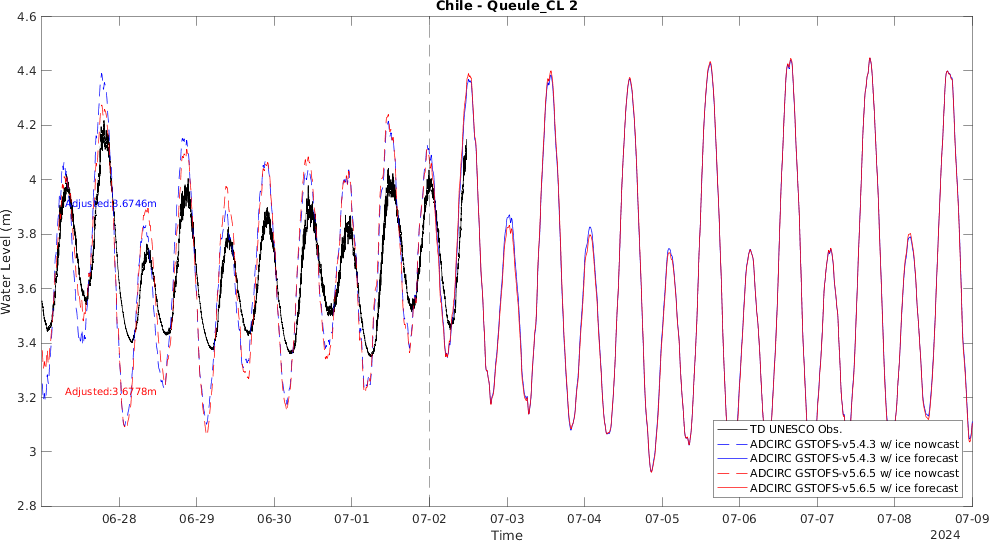 Chile - Queule_CL 2
4.6
4.4
4.2
4
3.8
3.6
3.4
3.2
3
2.8
Water Level (m)
Adjusted:3.6746m
Adjusted:3.6778m
TD UNESCO Obs.
ADCIRC GSTOFS-v5.4.3 w/ ice nowcast
ADCIRC GSTOFS-v5.4.3 w/ ice forecast
ADCIRC GSTOFS-v5.6.5 w/ ice nowcast
ADCIRC GSTOFS-v5.6.5 w/ ice forecast
06-28 06-29 06-30 07-01 07-02 07-03 07-04 07-05 07-06 07-07 07-08 07-09
Time
2024